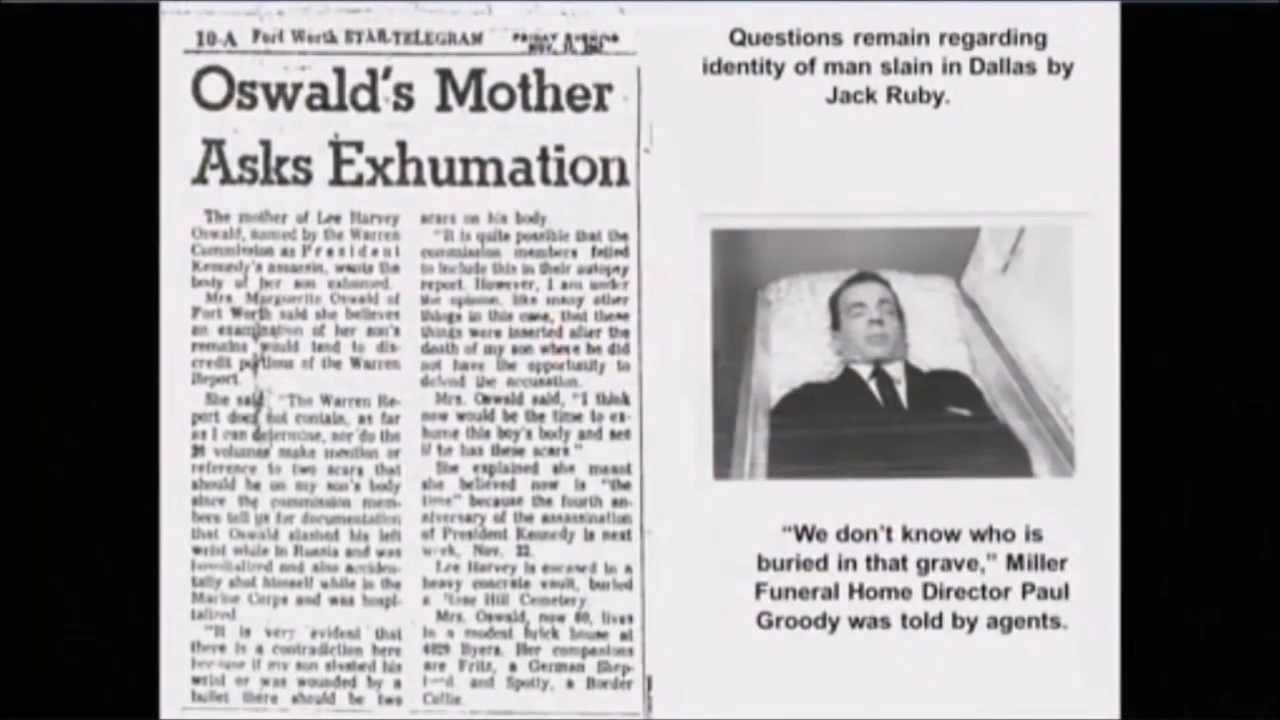 10-A Fort Worth STAR-TELEGRAM
Oswald's Mother
Asks Exhumation
The mother of Lee Harvey
Oswald, named by the Warren
Commission as President
Kennedy's assassin, wants the
body of her son exhumed.
Mrs. Marguerite Oswald of
Fort Worth said she believes
an examination of her son's
remains would tend to dis-
credit portions of the Warren
Report.
She said, "The Warren Re-
port does not contain, as far
as I can determine, nor do the
26 volumes make mention or
reference to two scars that
should be on my son's body
since the commission mem-
bers tell us for documentation
that Oswald slashed his left
wrist while in Russia and was
hospitalized and also acciden-
tally shot himself while in the
Marine Corps and was hospi-
talized.
"It is very evident that
there is a contradiction here
because if my son slashed his
wrist or was wounded by a
bullet there should be two
scars on his body.
"It is quite possible that the
commission members failed
to include this in their autopsy
report. However, I am under
the opinion, like many other
things in this case, that these
things were inserted after the
death of my son where he did
not have the opportunity to
defend the accusation.
Mrs. Oswald said, "I think
now would be the time to ex-
hume this boy's body and see
if he has these scars."
She explained she meant
she believed now is "the
time" because the fourth an-
niversary of the assassination
of President Kennedy is next
week, Nov. 22.
Lee Harvey is encased in a
heavy concrete vault, buried
Hill Cemetery.
Mrs. Oswald, now 60, lives
in a modest brick house at
4829 Byers. Her companions
are Fritz, a German Shep-
and Spotty, a Border
Collie.
Questions remain regarding
identity of man slain in Dallas by
Jack Ruby.
"We don't know who is
buried in that grave," Miller
Funeral Home Director Paul
Groody was told by agents.